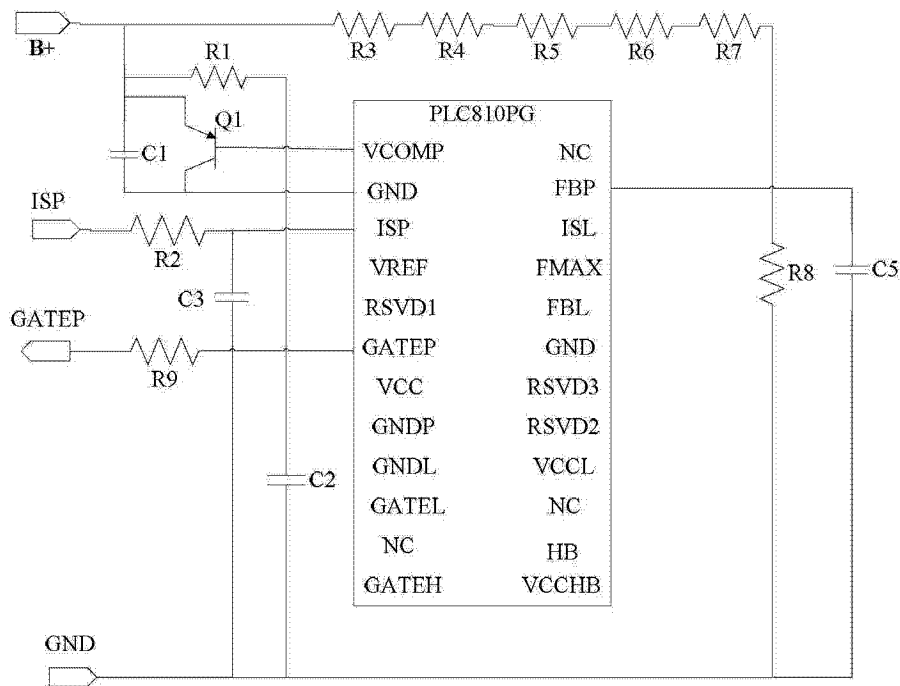 B+
R3 R4 R5 R6 R7
R1
Q1
C1
PLC810PG
VCOMP NC
GND FBP
ISP ISL
VREF FMAX
RSVD1 FBL
GATEP GND
VCC RSVD3
GNDP RSVD2
GNDL VCCL
GATEL NC
NC HB
GATEH VCCHB
ISP
R2
C3
GATEP
R9
C2
R8
C5
GND